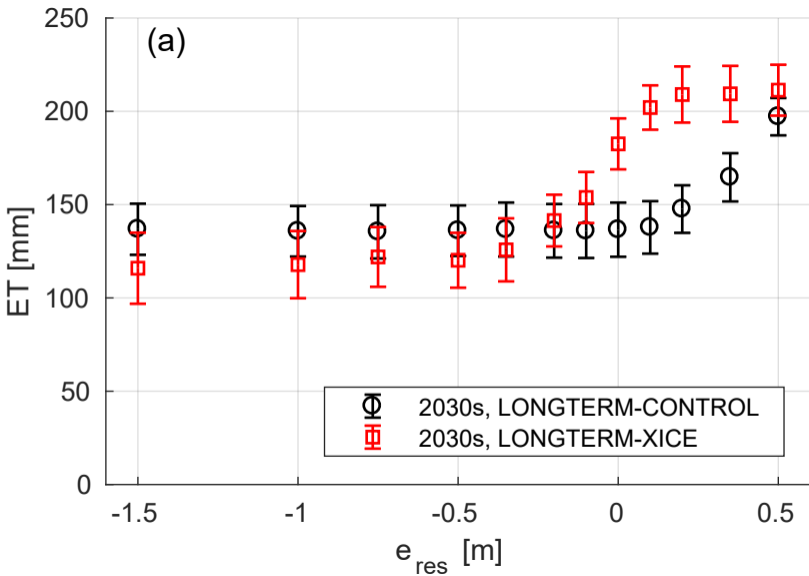 (a)
250
200
150
100
50
0
ET [mm]
2030s, LONGTERM-CONTROL
2030s, LONGTERM-XICE
-1.5 -1 -0.5 0 0.5
e_res [m]